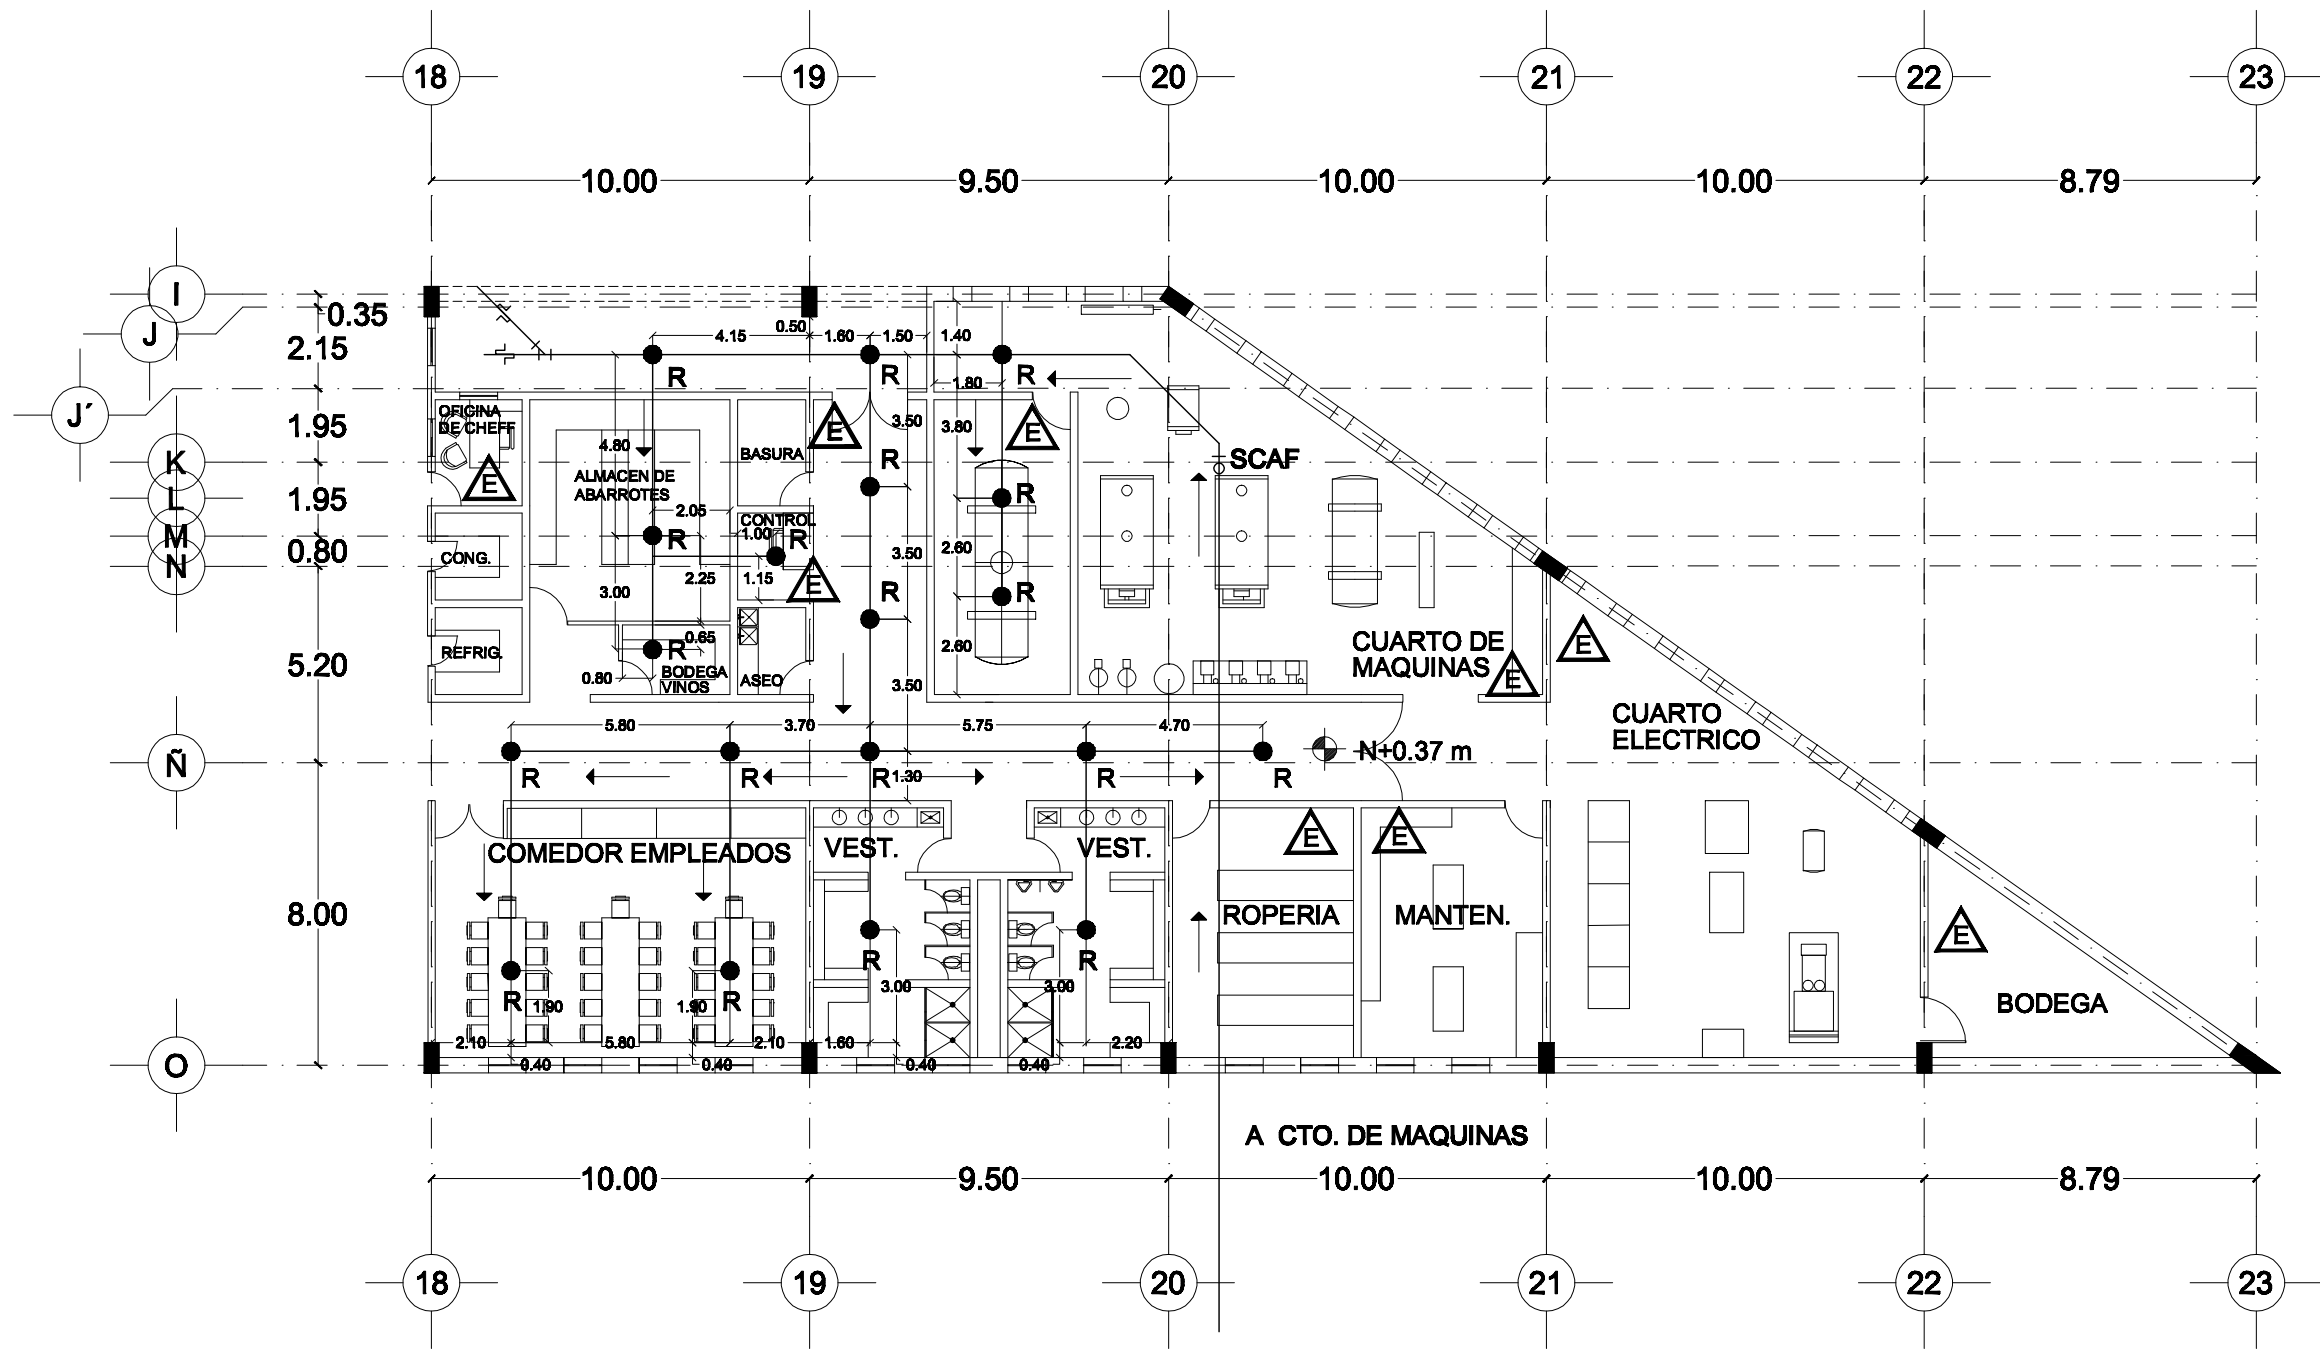 18 19 20 21 22 23
10.00 9.50 10.00 10.00 8.79
I
0.35
J
2.15
0.50
4.15 1.60 1.50 1.40
R R R
1.80
J´
1.95
OFICINA
DE CHEFF
E E
3.50 3.80
4.80
BASURA
K
R
SCAF
ALMACEN DE
ABARROTES
E
L
1.95
R
2.05
CONTROL
1.00
M
R R
0.80
CONG.
3.50 2.60
N
2.25 1.15
E
3.00
R R
0.65
R
2.60
CUARTO DE
MAQUINAS
E
REFRIG.
5.20
0.80
BODEGA
VINOS
ASEO
3.50
E
CUARTO
ELECTRICO
5.80 3.70 5.75 4.70
Ñ
N+0.37 m
R R R 1.30 R
E E
COMEDOR EMPLEADOS
VEST. VEST.
8.00
ROPERIA
MANTEN.
E
R R
3.00 3.00
R 1.90 1.90 R
BODEGA
2.10 5.80 2.10 1.60 2.20
O
0.40 0.40 0.40 0.40
A CTO. DE MAQUINAS
10.00 9.50 10.00 10.00 8.79
18 19 20 21 22 23